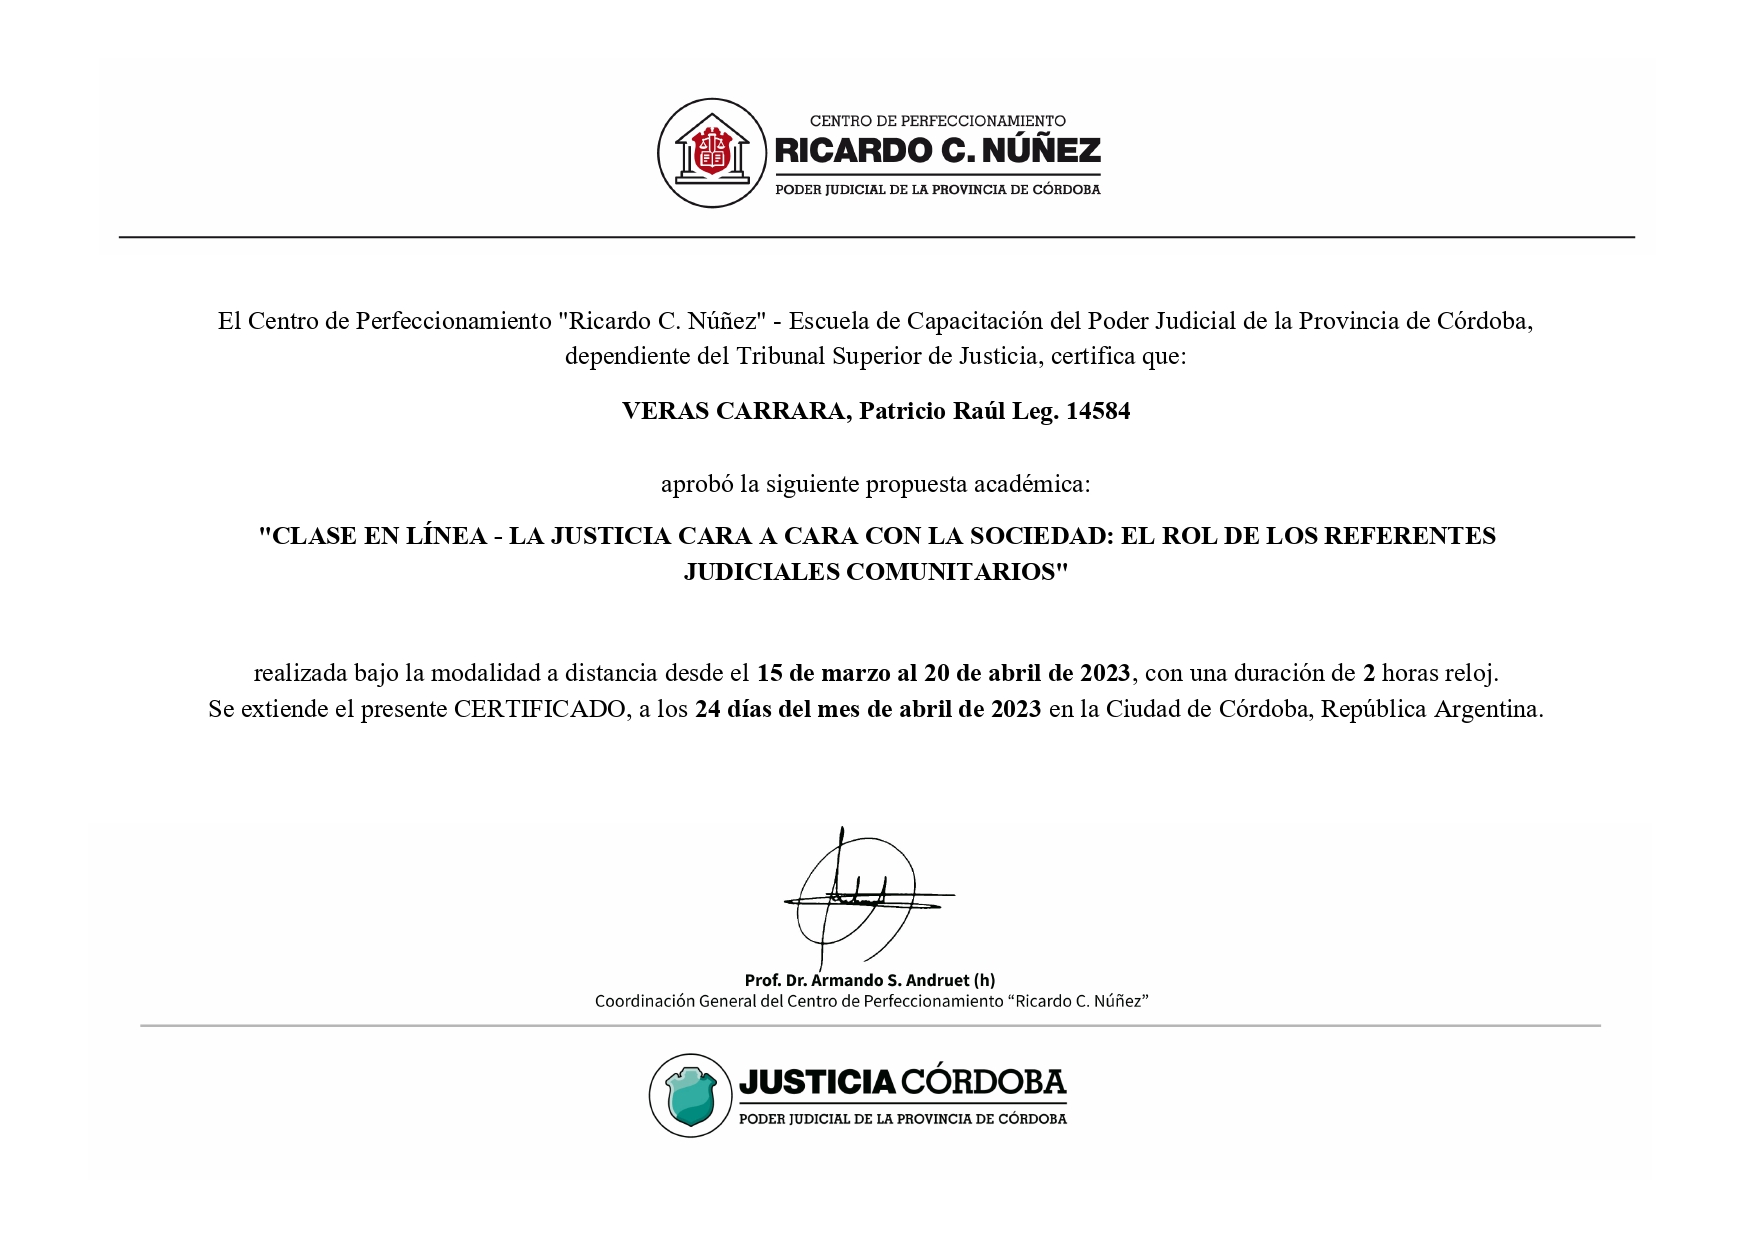 CENTRO DE PERFECCIONAMIENTO
RICARDO C. NÚÑEZ
PODER JUDICIAL DE LA PROVINCIA DE CÓRDOBA
El Centro de Perfeccionamiento "Ricardo C. Núñez" - Escuela de Capacitación del Poder Judicial de la Provincia de Córdoba,
dependiente del Tribunal Superior de Justicia, certifica que:
VERAS CARRARA, Patricio Raúl Leg. 14584
aprobó la siguiente propuesta académica:
"CLASE EN LÍNEA - LA JUSTICIA CARA A CARA CON LA SOCIEDAD: EL ROL DE LOS REFERENTES
JUDICIALES COMUNITARIOS"
realizada bajo la modalidad a distancia desde el 15 de marzo al 20 de abril de 2023, con una duración de 2 horas reloj.
Se extiende el presente CERTIFICADO, a los 24 días del mes de abril de 2023 en la Ciudad de Córdoba, República Argentina.
Prof. Dr. Armando S. Andruet (h)
Coordinación General del Centro de Perfeccionamiento “Ricardo C. Núñez”
JUSTICIA CÓRDOBA
PODER JUDICIAL DE LA PROVINCIA DE CÓRDOBA